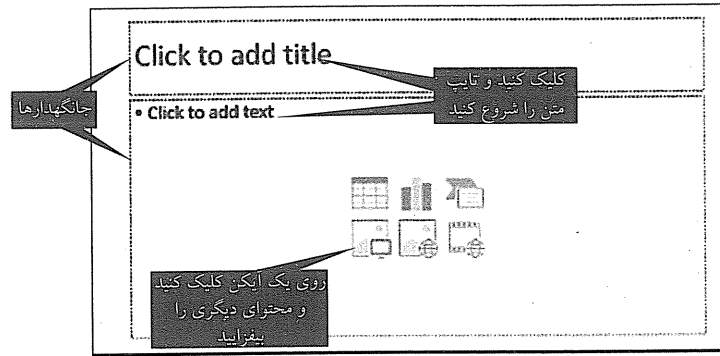 Click to add title
کلیک کنید و تایپ
متن را شروع کنید
جانگهدارها
• Click to add text
روی یک آیکن کلیک کنید
و محتوای دیگری را
بیفزایید